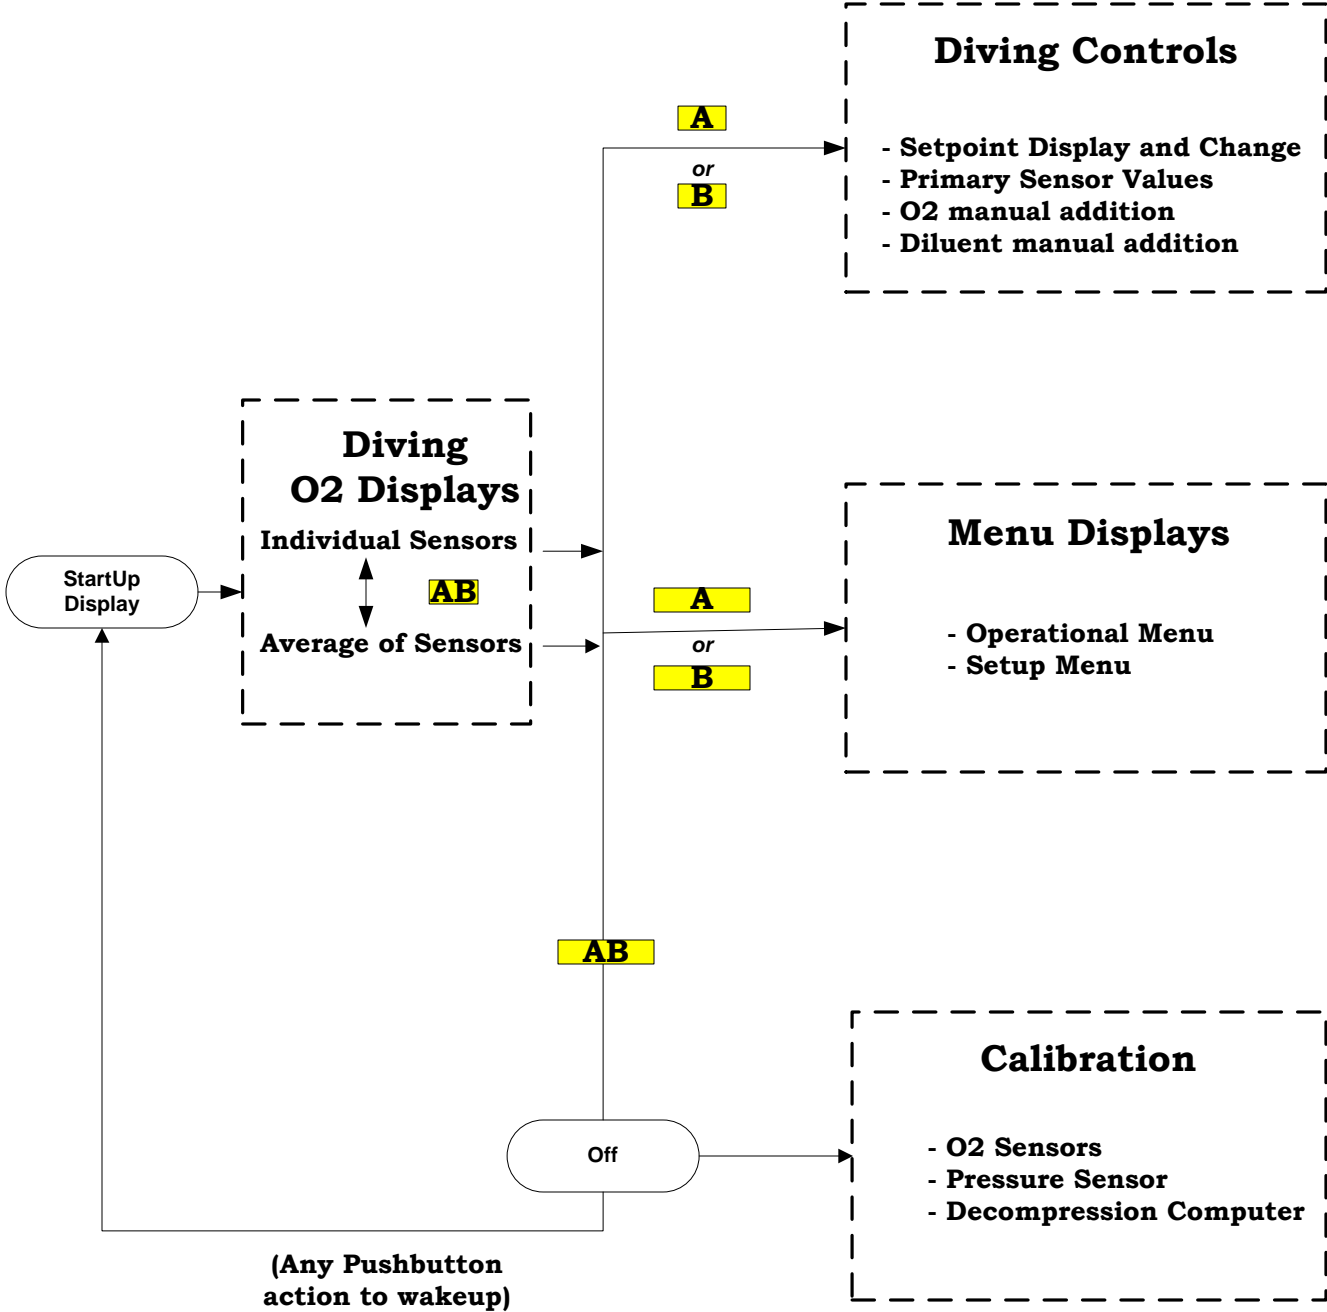 Diving Controls
A
or
B
- Setpoint Display and Change
- Primary Sensor Values
- O2 manual addition
- Diluent manual addition
Diving
O2 Displays
Individual Sensors
AB
Average of Sensors
StartUp
Display
A
or
B
Menu Displays
- Operational Menu
- Setup Menu
AB
Off
Calibration
- O2 Sensors
- Pressure Sensor
- Decompression Computer
(Any Pushbutton
action to wakeup)